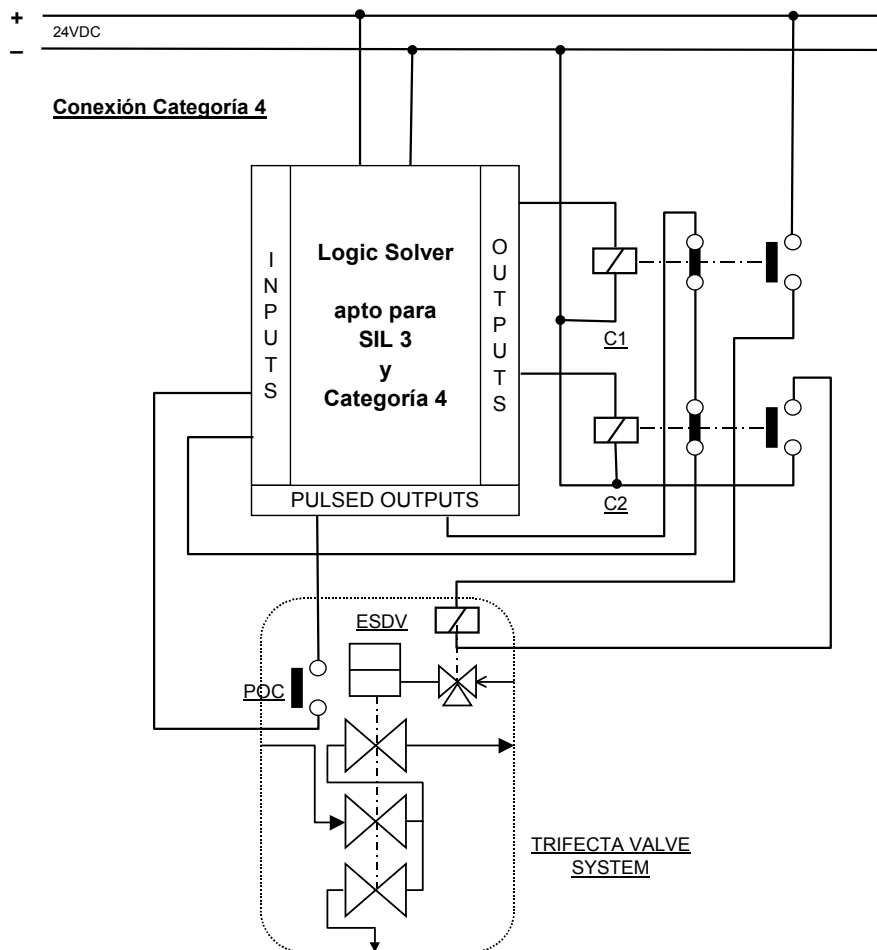 +
24VDC
–
Conexión Categoría 4
INPUTS
Logic Solver
apto para
SIL 3
y
Categoría 4
OUTPUTS
C1
C2
PULSED OUTPUTS
ESDV
POC
TRIFECTA VALVE
SYSTEM